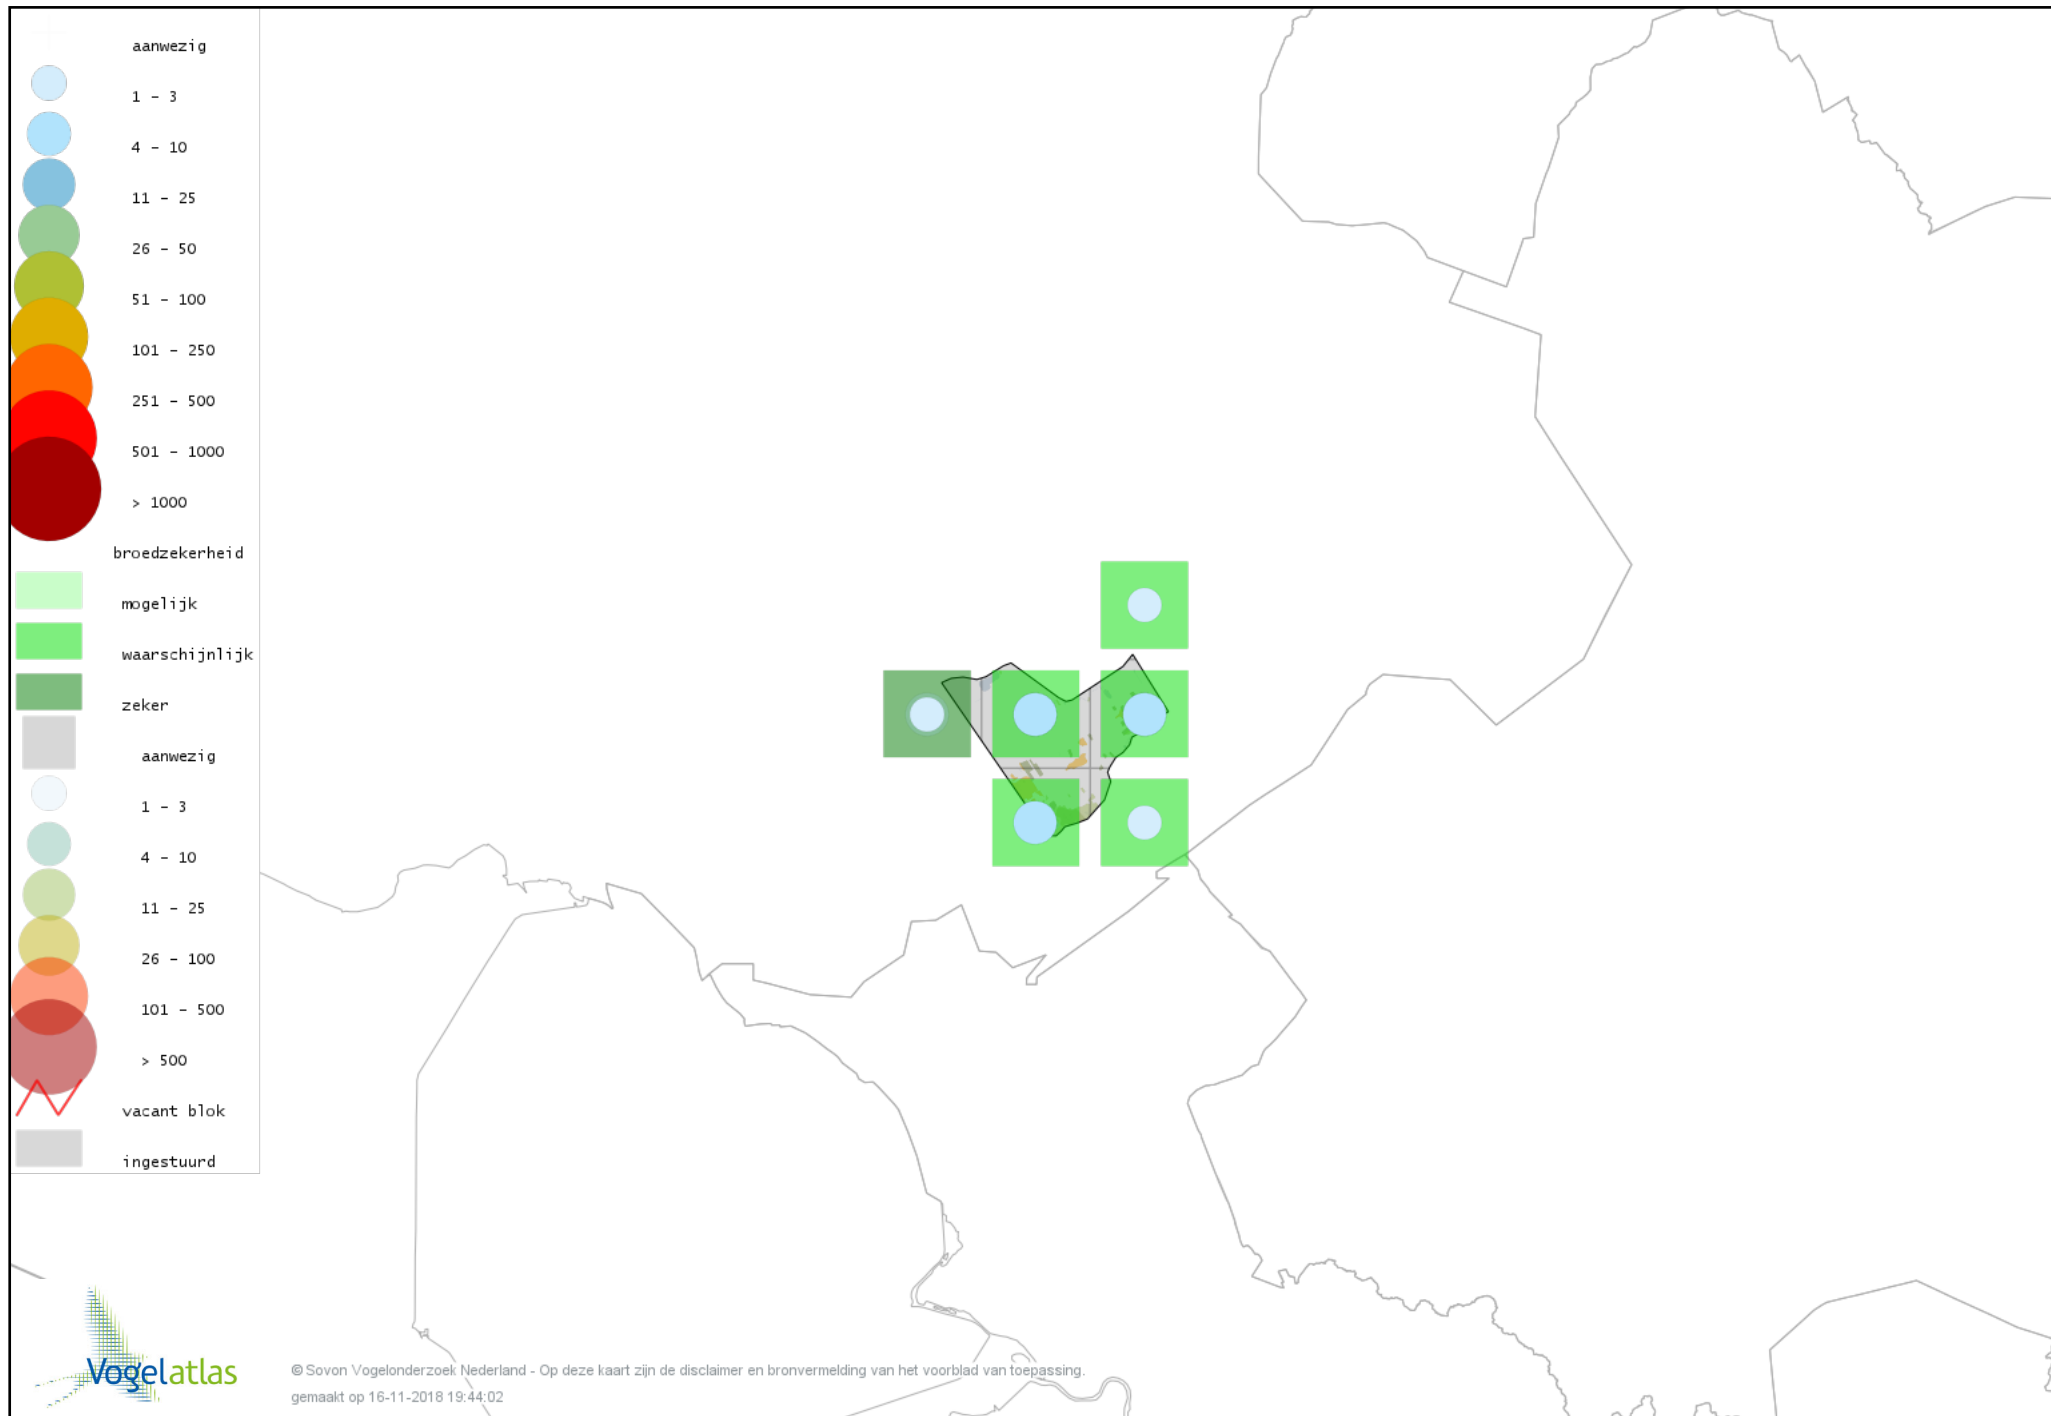 aanwezig
1 - 3
4 - 10
11 - 25
26 - 50
51 - 100
101 - 250
251 - 500
501 - 1000
> 1000
broedzekerheid
mogelijk
waarschijnlijk
zeker
aanwezig
1 - 3
4 - 10
11 - 25
26 - 100
101 - 500
> 500
vacant blok
ingestuurd
Vogelatlas
© Sovon Vogelonderzoek Nederland - Op deze kaart zijn de disclaimer en bronvermelding van het voorblad van toepassing.
gemaakt op 16-11-2018 19:44:02